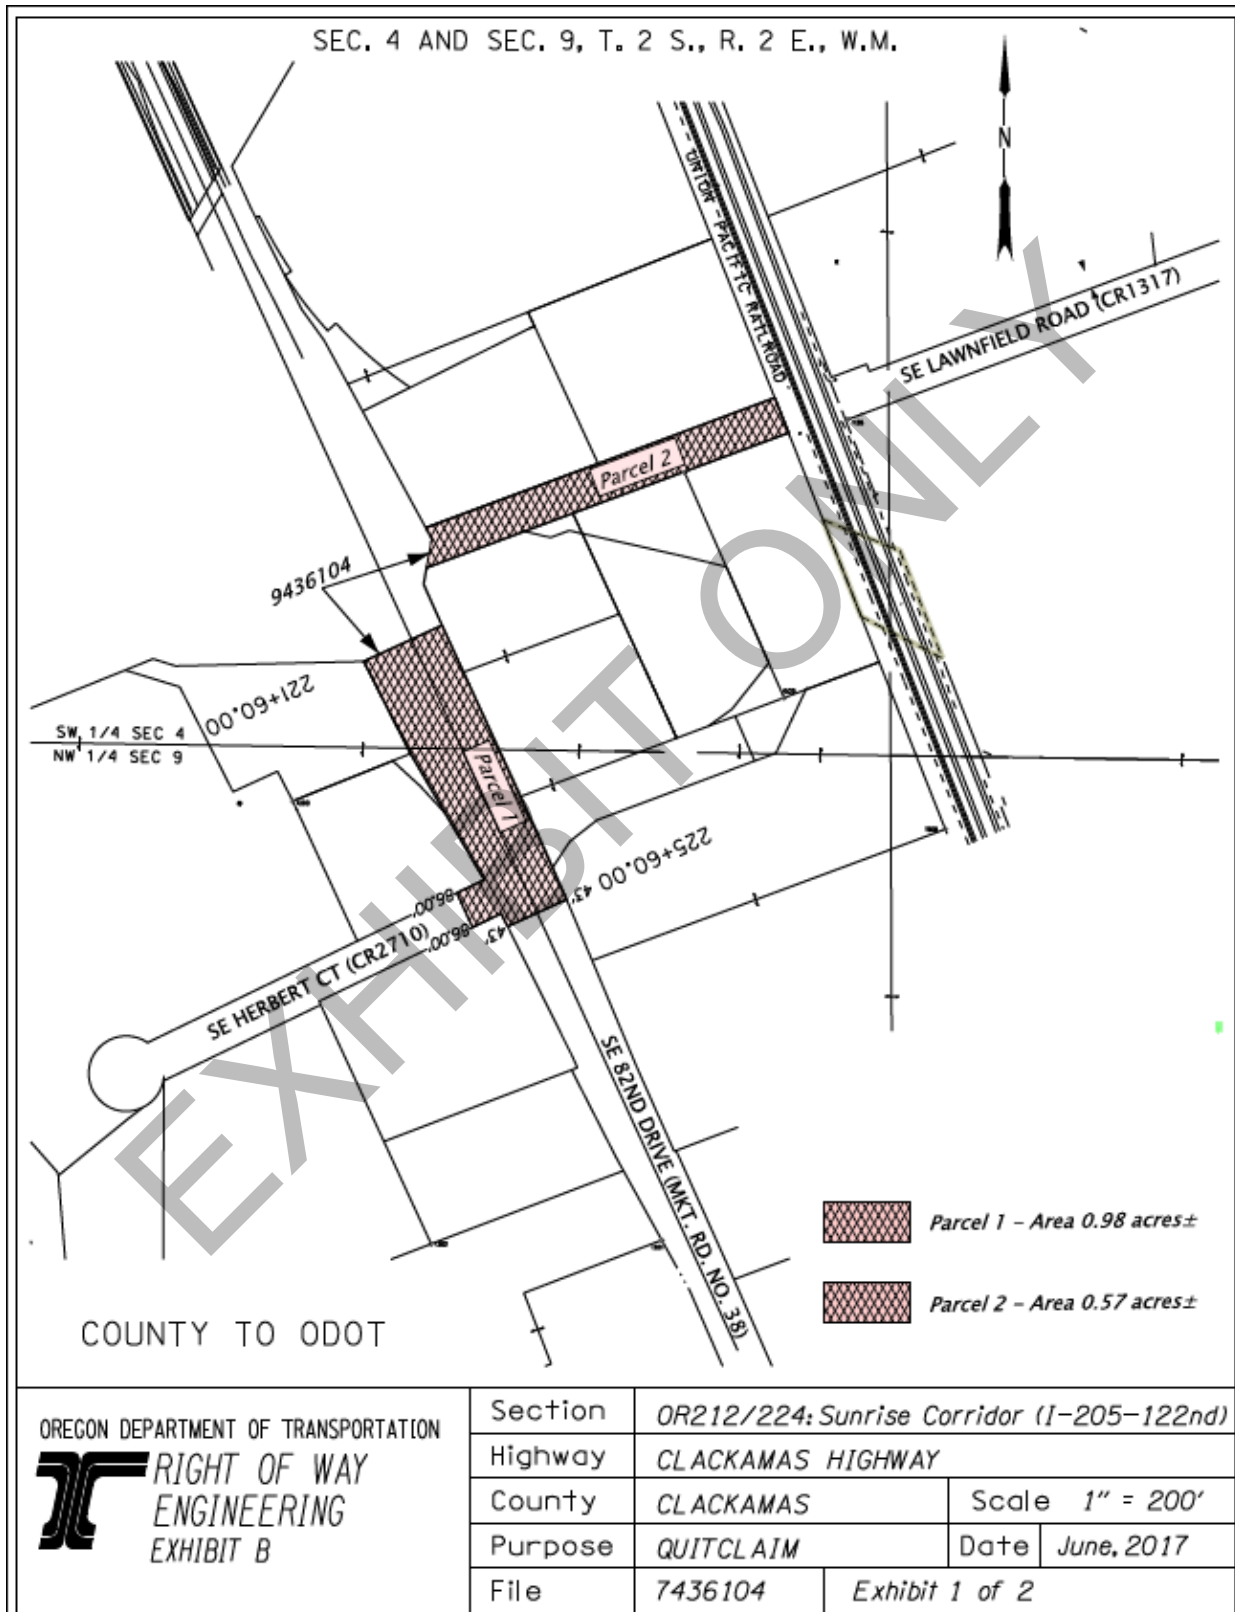 SEC. 4 AND SEC. 9, T. 2 S., R. 2 E., W.M.
N
UNION PACIFIC RAILROAD
SE LAWNFIELD ROAD (CR1317)
Parcel 2
9436104
221+60.00
SW 1/4 SEC 4
NW 1/4 SEC 9
Parcel 1
225+60.00
43'
86.00'
86.00'
43'
SE HERBERT CT (CR2710)
SE 82ND DRIVE (MKT. RD. NO. 38)
EXHIBIT ONLY
Parcel 1 - Area 0.98 acres±
Parcel 2 - Area 0.57 acres±
COUNTY TO ODOT
OREGON DEPARTMENT OF TRANSPORTATION
RIGHT OF WAY
ENGINEERING
EXHIBIT B
Section OR212/224: Sunrise Corridor (I-205-122nd)
Highway CLACKAMAS HIGHWAY
County CLACKAMAS Scale 1" = 200'
Purpose QUITCLAIM Date June, 2017
File 7436104 Exhibit 1 of 2